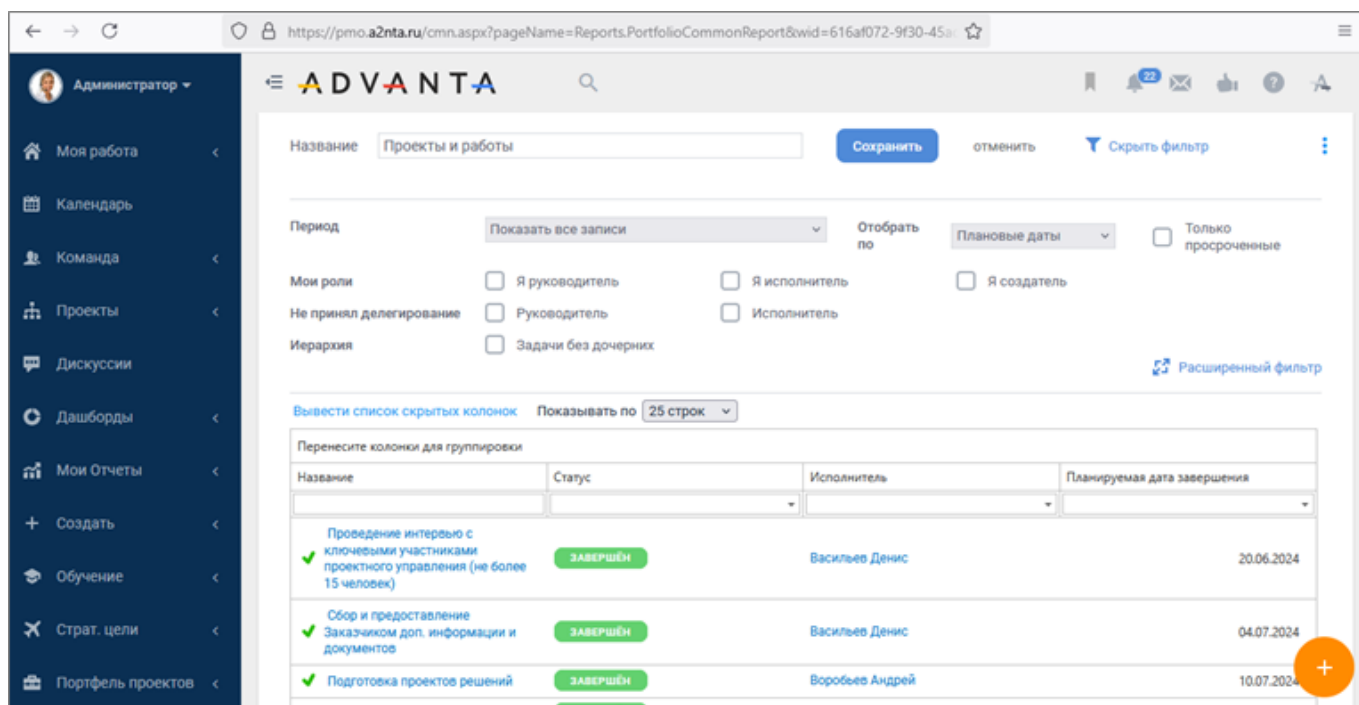 https://pmo.a2nta.ru/cmn.aspx?pageName=Reports.PortfolioCommonReport&wid=616af072-9f30-45a
Администратор
ADVANTA
22
Моя работа
Календарь
Команда
Проекты
Дискуссии
Дашборды
Мои Отчеты
Создать
Обучение
Страт. цели
Портфель проектов
Название Проекты и работы Сохранить отменить Скрыть фильтр
Период Показать все записи Отобрать по Плановые даты Только просроченные
Мои роли Я руководитель Я исполнитель Я создатель
Не принял делегирование Руководитель Исполнитель
Иерархия Задачи без дочерних
Расширенный фильтр
Вывести список скрытых колонок Показывать по 25 строк
Перенесите колонки для группировки
Название Статус Исполнитель Планируемая дата завершения
Проведение интервью с
ключевыми участниками
проектного управления (не более
15 человек)
ЗАВЕРШЁН Васильев Денис 20.06.2024
Сбор и предоставление
Заказчиком доп. информации и
документов
ЗАВЕРШЁН Васильев Денис 04.07.2024
Подготовка проектов решений ЗАВЕРШЁН Воробьев Андрей 10.07.2024